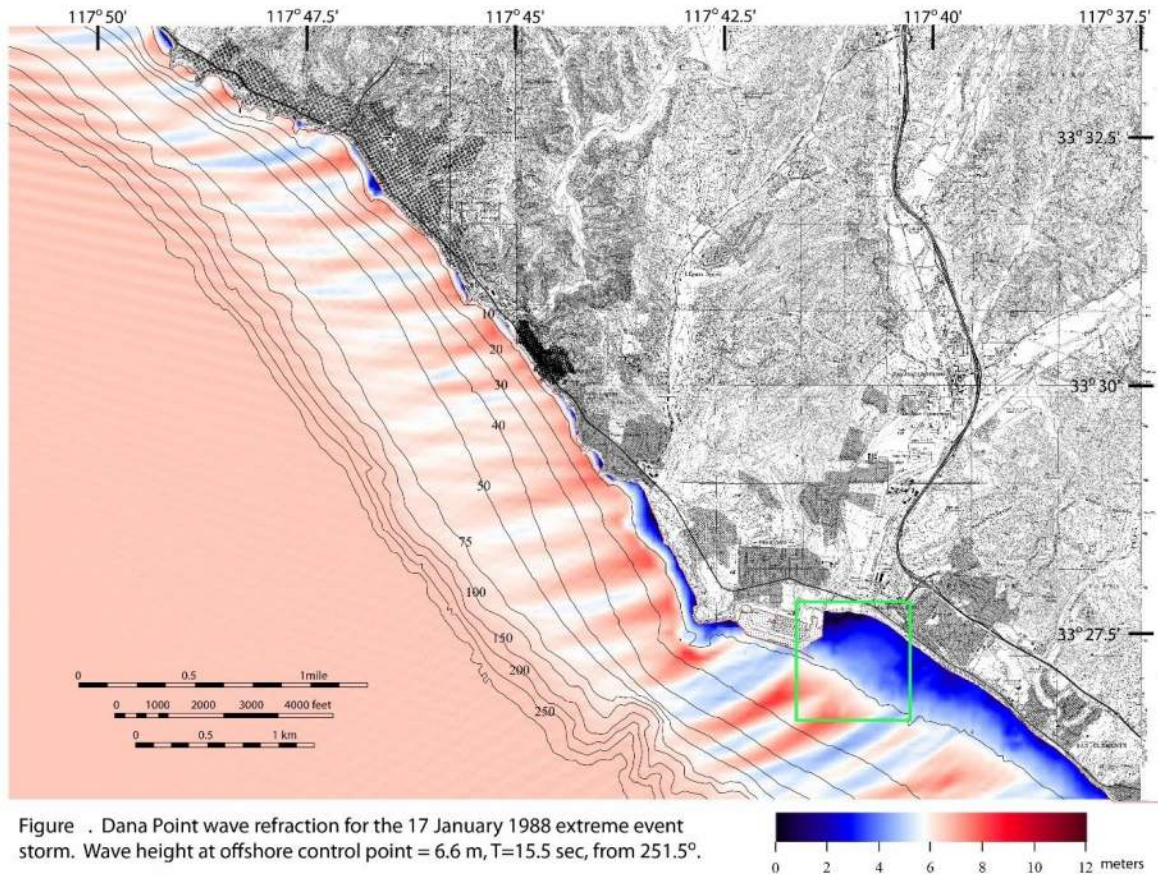 117° 50' 117° 47.5' 117° 45' 117° 42.5' 117° 40' 117° 37.5'
33° 32.5'
10
20
33° 30'
30
40
50
75
100
33° 27.5'
150
200
0 0.5 1mile
250
0 1000 2000 3000 4000 feet
0 0.5 1 km
Figure . Dana Point wave refraction for the 17 January 1988 extreme event
storm. Wave height at offshore control point = 6.6 m, T=15.5 sec, from 251.5°.
0 2 4 6 8 10 12 meters